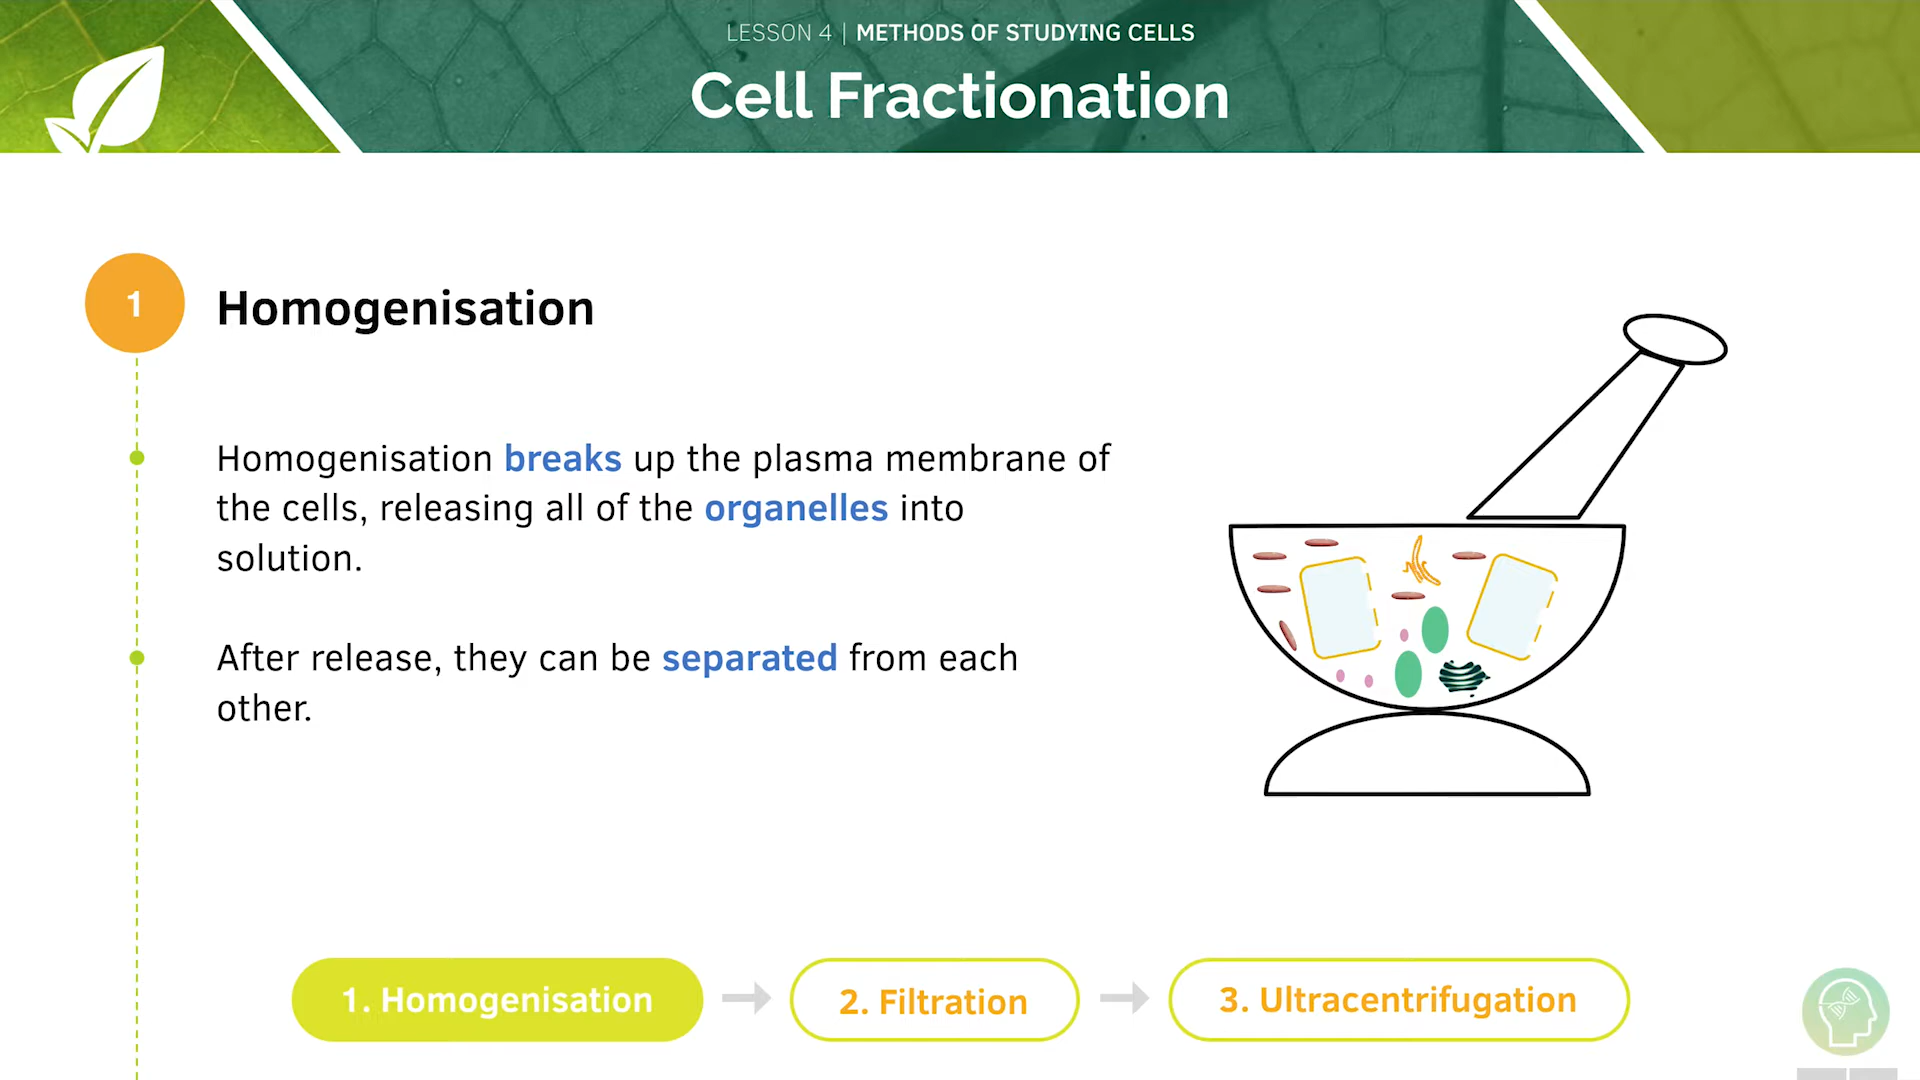 LESSON 4 | METHODS OF STUDYING CELLS
Cell Fractionation
1
Homogenisation
Homogenisation breaks up the plasma membrane of
the cells, releasing all of the organelles into
solution.
After release, they can be separated from each
other.
1. Homogenisation
2. Filtration
3. Ultracentrifugation